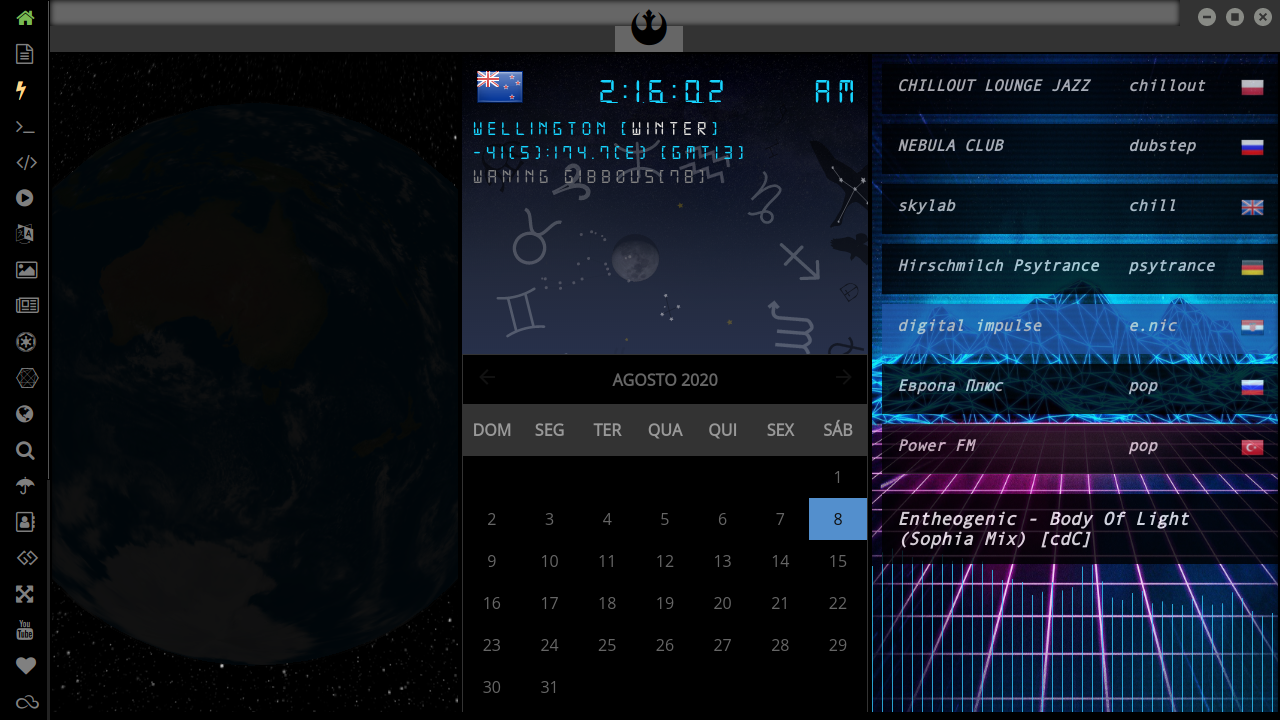 2:16:02 AM
WELLINGTON [WINTER]
-41(S):174.7(E) [GMT13]
WANING GIBBOUS[78]
AGOSTO 2020
DOM SEG TER QUA QUI SEX SÁB
1
2 3 4 5 6 7 8
9 10 11 12 13 14 15
16 17 18 19 20 21 22
23 24 25 26 27 28 29
30 31
CHILLOUT LOUNGE JAZZ chillout
NEBULA CLUB dubstep
skylab chill
Hirschmilch Psytrance psytrance
digital impulse e.nic
Европа Плюс pop
Power FM pop
Entheogenic - Body Of Light
(Sophia Mix) [cdC]
You
Tube